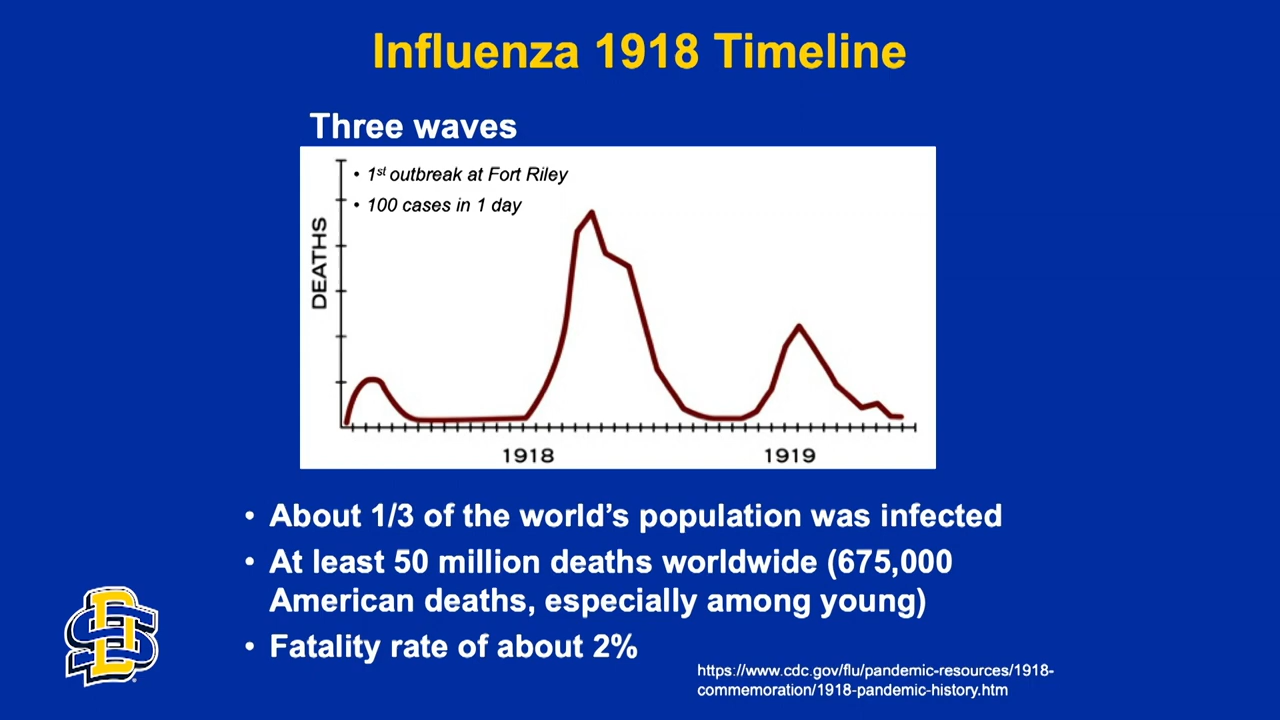 Influenza 1918 Timeline
Three waves
• 1st outbreak at Fort Riley
• 100 cases in 1 day
DEATHS
1918
1919
• About 1/3 of the world’s population was infected
• At least 50 million deaths worldwide (675,000
American deaths, especially among young)
• Fatality rate of about 2%
https://www.cdc.gov/flu/pandemic-resources/1918-
commemoration/1918-pandemic-history.htm